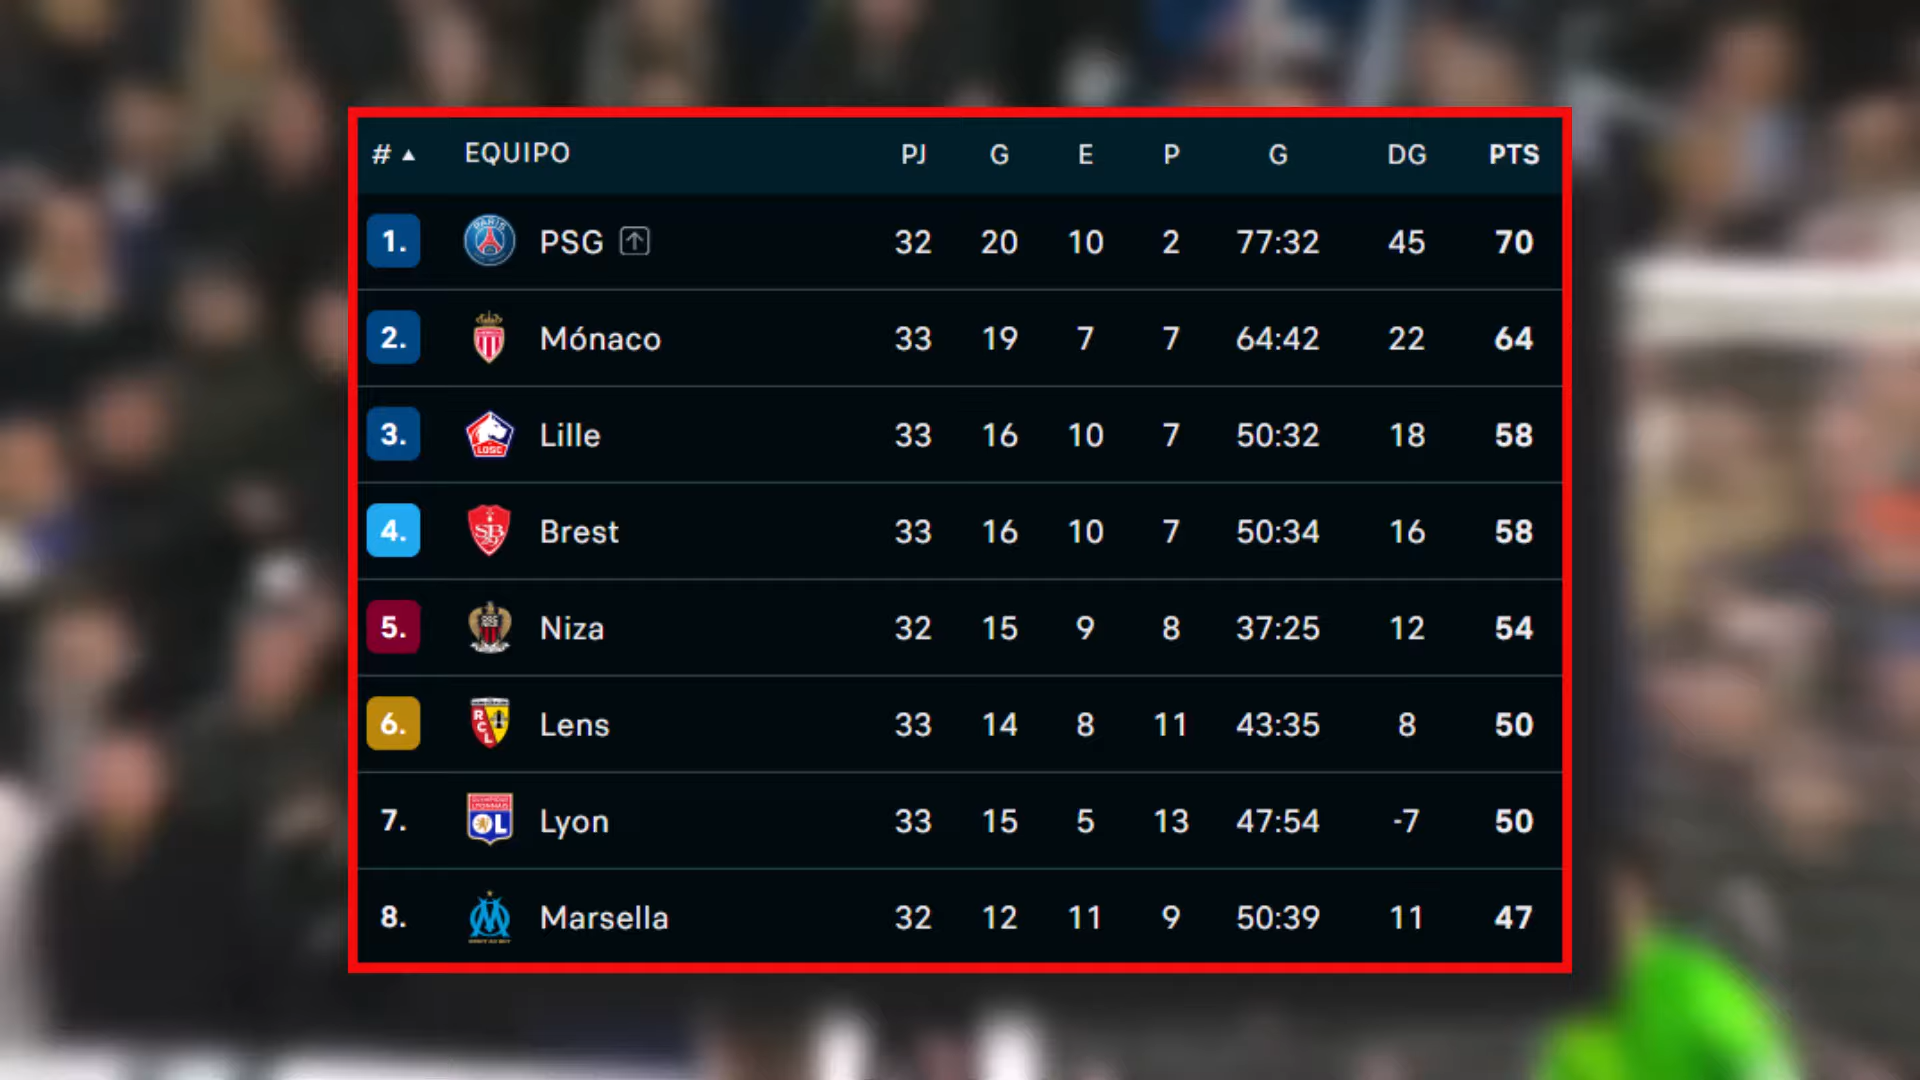 # ▲ EQUIPO PJ G E P G DG PTS
1. PSG 32 20 10 2 77:32 45 70
2. Mónaco 33 19 7 7 64:42 22 64
3. Lille 33 16 10 7 50:32 18 58
4. Brest 33 16 10 7 50:34 16 58
5. Niza 32 15 9 8 37:25 12 54
6. Lens 33 14 8 11 43:35 8 50
7. Lyon 33 15 5 13 47:54 -7 50
8. Marsella 32 12 11 9 50:39 11 47